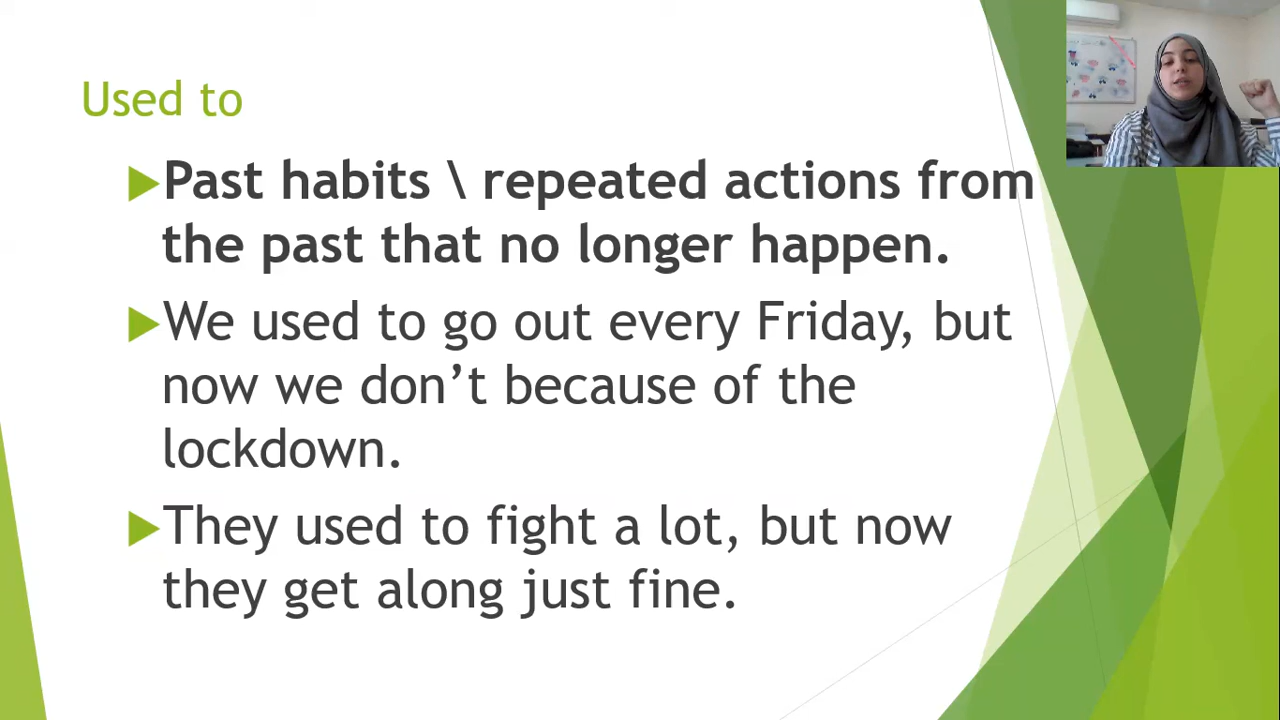 Used to
Past habits \ repeated actions from
the past that no longer happen.
We used to go out every Friday, but
now we don’t because of the
lockdown.
They used to fight a lot, but now
they get along just fine.